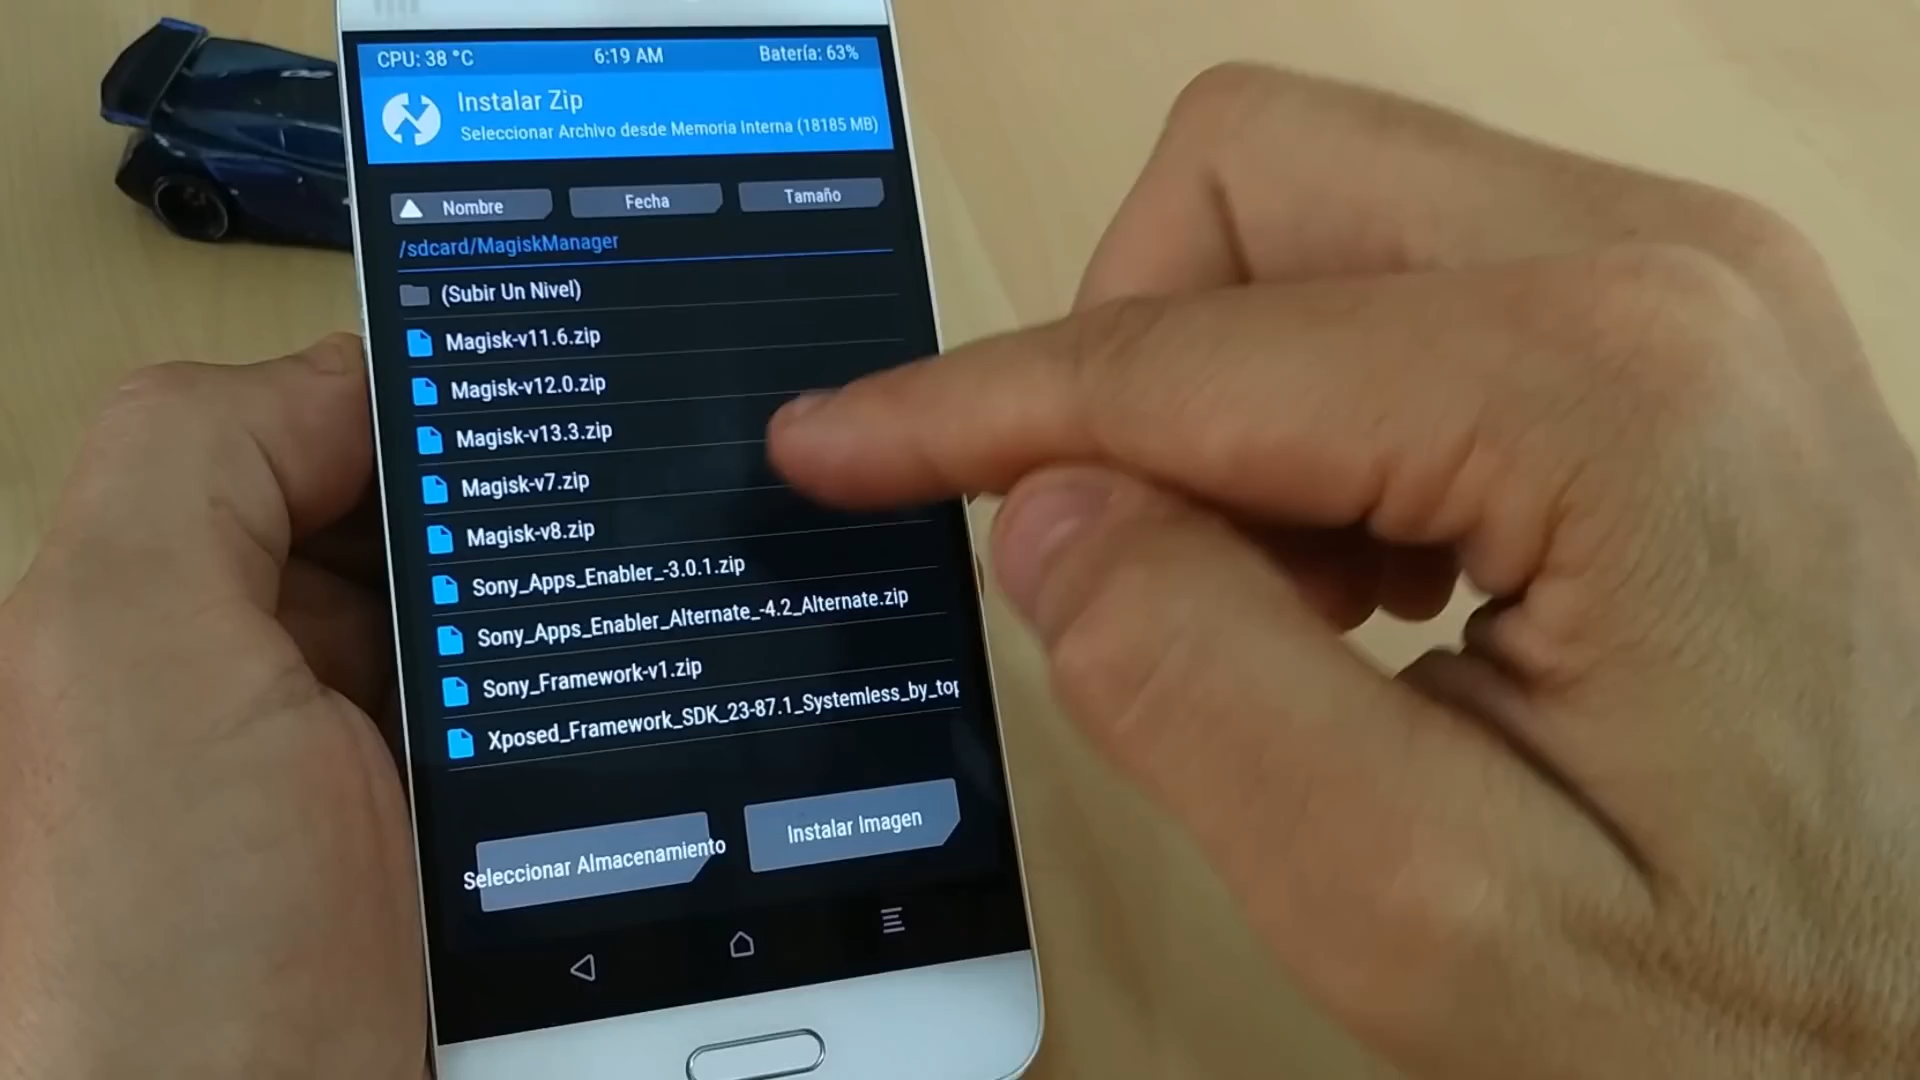 CPU: 38 °C 6:19 AM Batería: 63%
Instalar Zip
Seleccionar Archivo desde Memoria Interna (18185 MB)
Nombre Fecha Tamaño
/sdcard/MagiskManager
(Subir Un Nivel)
Magisk-v11.6.zip
Magisk-v12.0.zip
Magisk-v13.3.zip
Magisk-v7.zip
Magisk-v8.zip
Sony_Apps_Enabler_-3.0.1.zip
Sony_Apps_Enabler_Alternate_-4.2_Alternate.zip
Sony_Framework-v1.zip
Xposed_Framework_SDK_23-87.1_Systemless_by_top
Seleccionar Almacenamiento Instalar Imagen